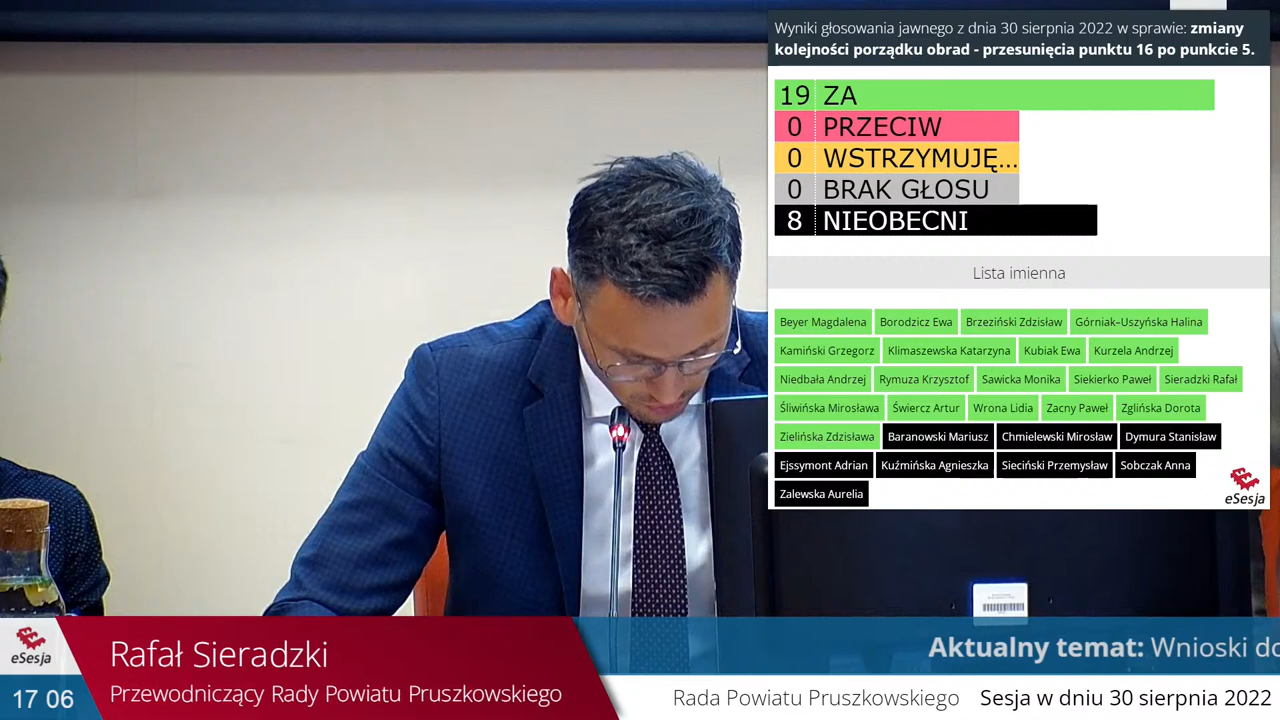 Wyniki głosowania jawnego z dnia 30 sierpnia 2022 w sprawie: zmiany
kolejności porządku obrad - przesunięcia punktu 16 po punkcie 5.
19 ZA
0 PRZECIW
0 WSTRZYMUJĘ...
0 BRAK GŁOSU
8 NIEOBECNI
Lista imienna
Beyer Magdalena Borodzicz Ewa Brzeziński Zdzisław Górniak–Uszyńska Halina
Kamiński Grzegorz Klimaszewska Katarzyna Kubiak Ewa Kurzela Andrzej
Niedbała Andrzej Rymuza Krzysztof Sawicka Monika Siekierko Paweł Sieradzki Rafał
Śliwińska Mirosława Świercz Artur Wrona Lidia Zacny Paweł Zglińska Dorota
Zielińska Zdzisława Baranowski Mariusz Chmielewski Mirosław Dymura Stanisław
Ejssymont Adrian Kuźmińska Agnieszka Sieciński Przemysław Sobczak Anna
Zalewska Aurelia
eSesja
eSesja
Rafał Sieradzki
Przewodniczący Rady Powiatu Pruszkowskiego
Aktualny temat: Wnioski do
17 06
Rada Powiatu Pruszkowskiego Sesja w dniu 30 sierpnia 2022